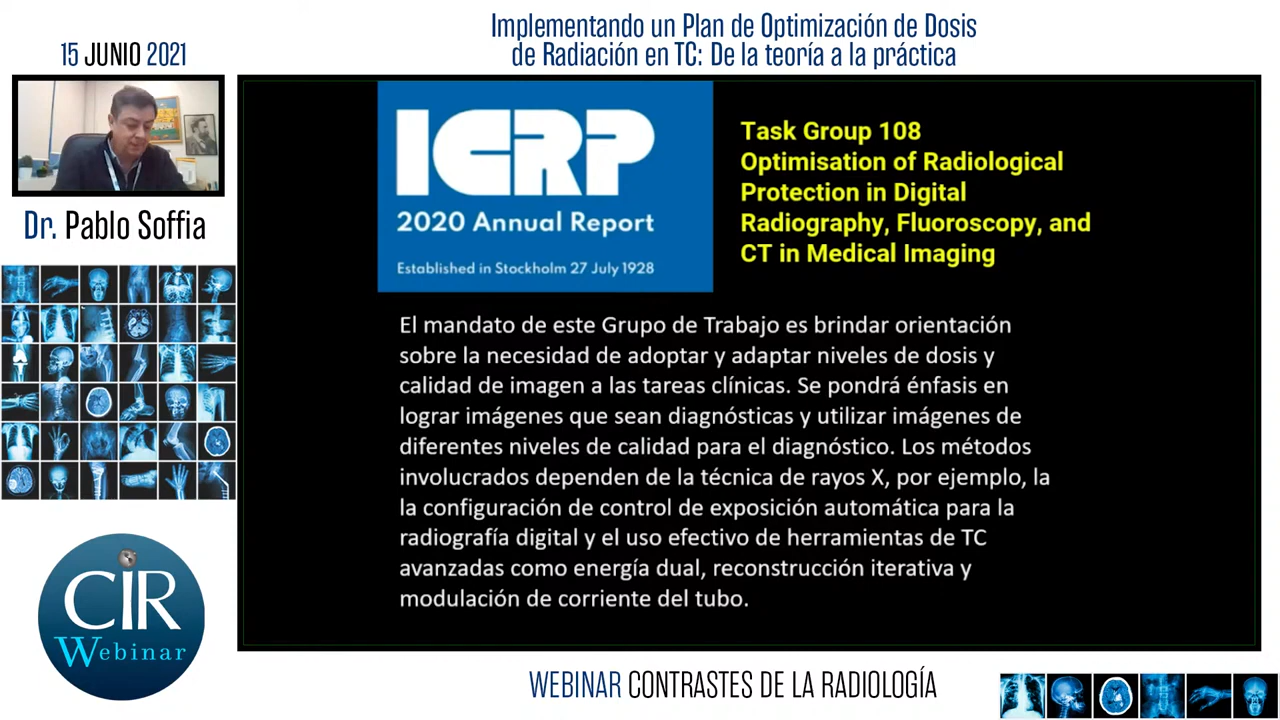 15 JUNIO 2021
Implementando un Plan de Optimización de Dosis
de Radiación en TC: De la teoría a la práctica
Dr. Pablo Soffia
ICRP
2020 Annual Report
Established in Stockholm 27 July 1928
Task Group 108
Optimisation of Radiological
Protection in Digital
Radiography, Fluoroscopy, and
CT in Medical Imaging
El mandato de este Grupo de Trabajo es brindar orientación
sobre la necesidad de adoptar y adaptar niveles de dosis y
calidad de imagen a las tareas clínicas. Se pondrá énfasis en
lograr imágenes que sean diagnósticas y utilizar imágenes de
diferentes niveles de calidad para el diagnóstico. Los métodos
involucrados dependen de la técnica de rayos X, por ejemplo, la
la configuración de control de exposición automática para la
radiografía digital y el uso efectivo de herramientas de TC
avanzadas como energía dual, reconstrucción iterativa y
modulación de corriente del tubo.
CIR
Webinar
WEBINAR CONTRASTES DE LA RADIOLOGÍA